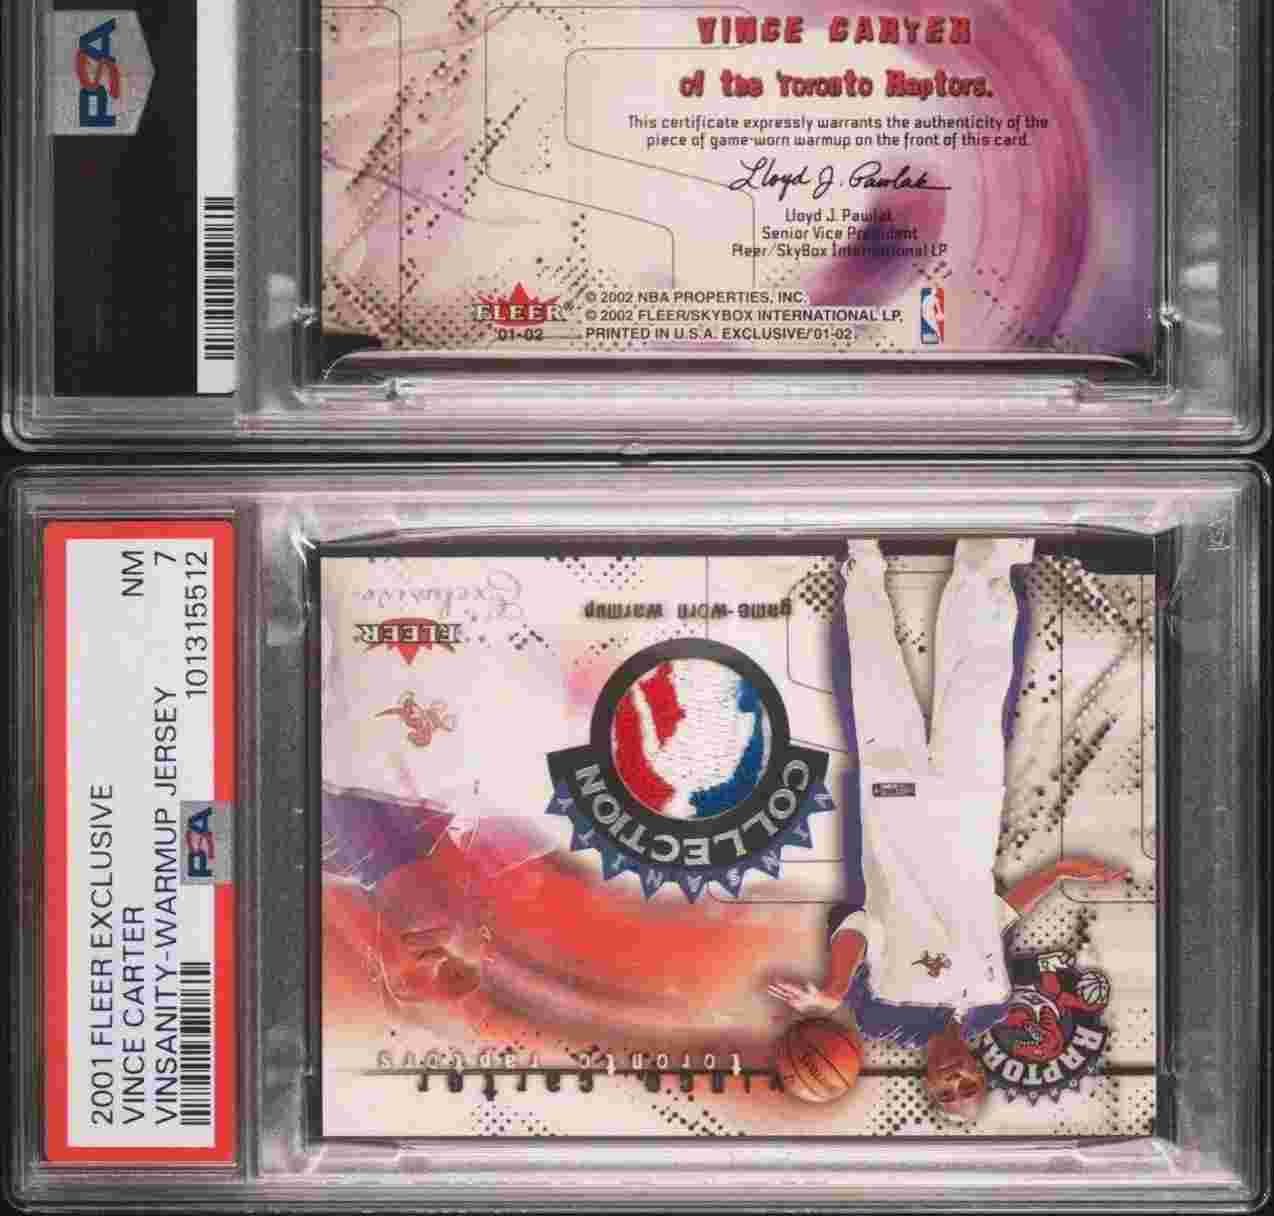 PSA
VINCE CARTER
of the Toronto Raptors.
This certificate expressly warrants the authenticity of the
piece of game-worn warmup on the front of this card.
Lloyd J. Pawlak
Lloyd J. Pawlak
Senior Vice President
Fleer/SkyBox International LP
FLEER®
'01-02
© 2002 NBA PROPERTIES, INC.
© 2002 FLEER/SKYBOX INTERNATIONAL LP,
PRINTED IN U.S.A. EXCLUSIVE/'01-02.
2001 FLEER EXCLUSIVE
VINCE CARTER NM
VINSANITY-WARMUP JERSEY 7
101315512
PSA
vince carter
toronto raptors
RAPTORS
VINSANITY
COLLECTION
game-worn warmup
FLEER
Exclusive